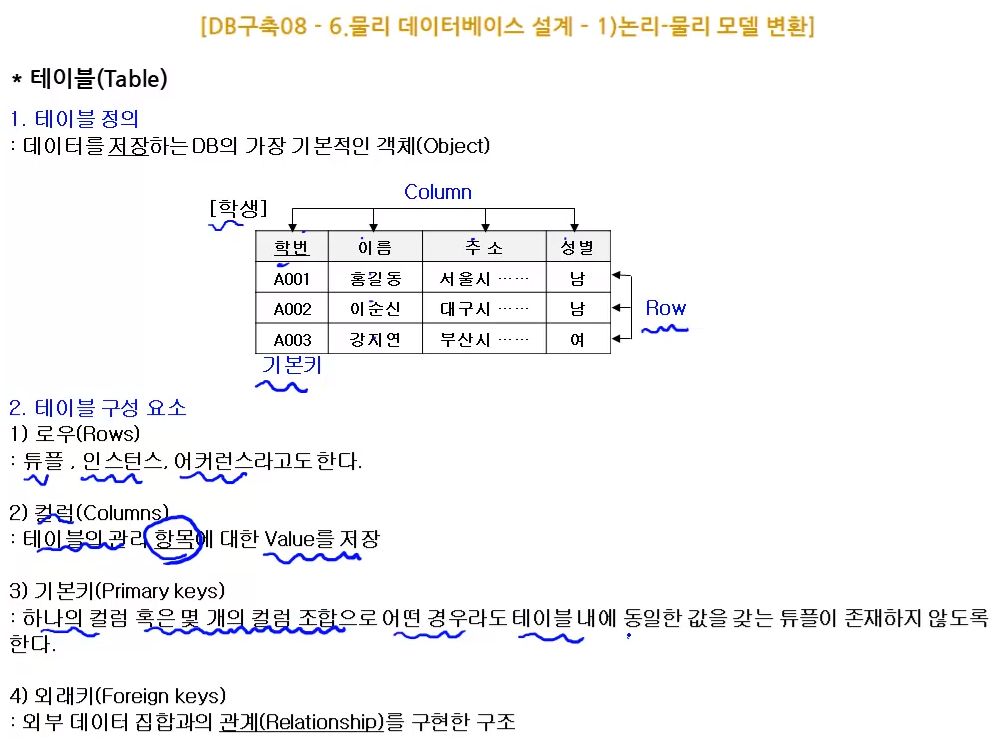 [DB구축08 - 6.물리 데이터베이스 설계 - 1)논리-물리 모델 변환]
* 테이블(Table)
1. 테이블 정의
: 데이터를 저장하는 DB의 가장 기본적인 객체(Object)
Column
[학생]
학번 이름 주 소 성별
A001 홍길동 서울시 …… 남
A002 이순신 대구시 …… 남
Row
A003 강지연 부산시 …… 여
기본키
2. 테이블 구성 요소
1) 로우(Rows)
: 튜플 , 인스턴스, 어커런스라고도 한다.
2) 컬럼(Columns)
: 테이블의 관리 항목에 대한 Value를 저장
3) 기본키(Primary keys)
: 하나의 컬럼 혹은 몇 개의 컬럼 조합으로 어떤 경우라도 테이블 내에 동일한 값을 갖는 튜플이 존재하지 않도록
한다.
4) 외래키(Foreign keys)
: 외부 데이터 집합과의 관계(Relationship)를 구현한 구조